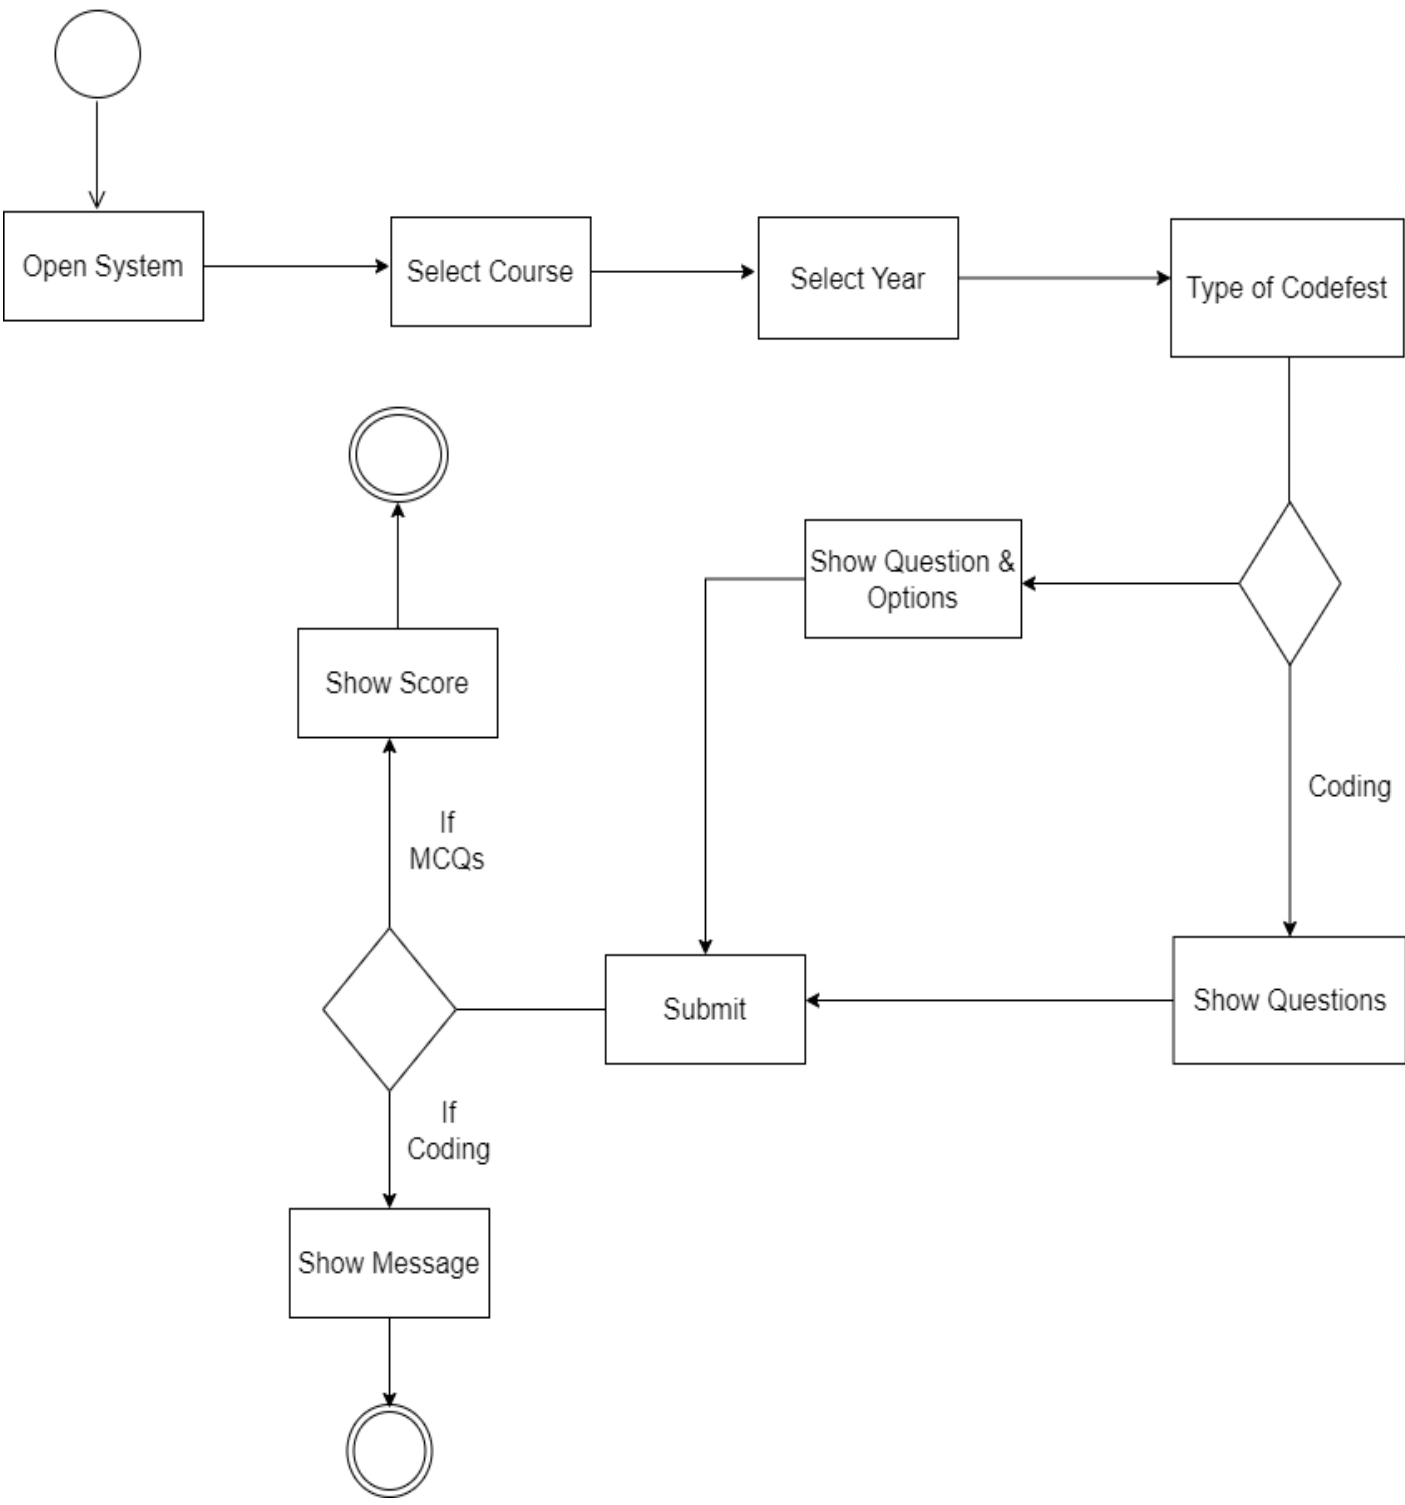 Open System
Select Course
Select Year
Type of Codefest
Show Question &
Options
Show Score
Coding
If
MCQs
Submit
Show Questions
If
Coding
Show Message